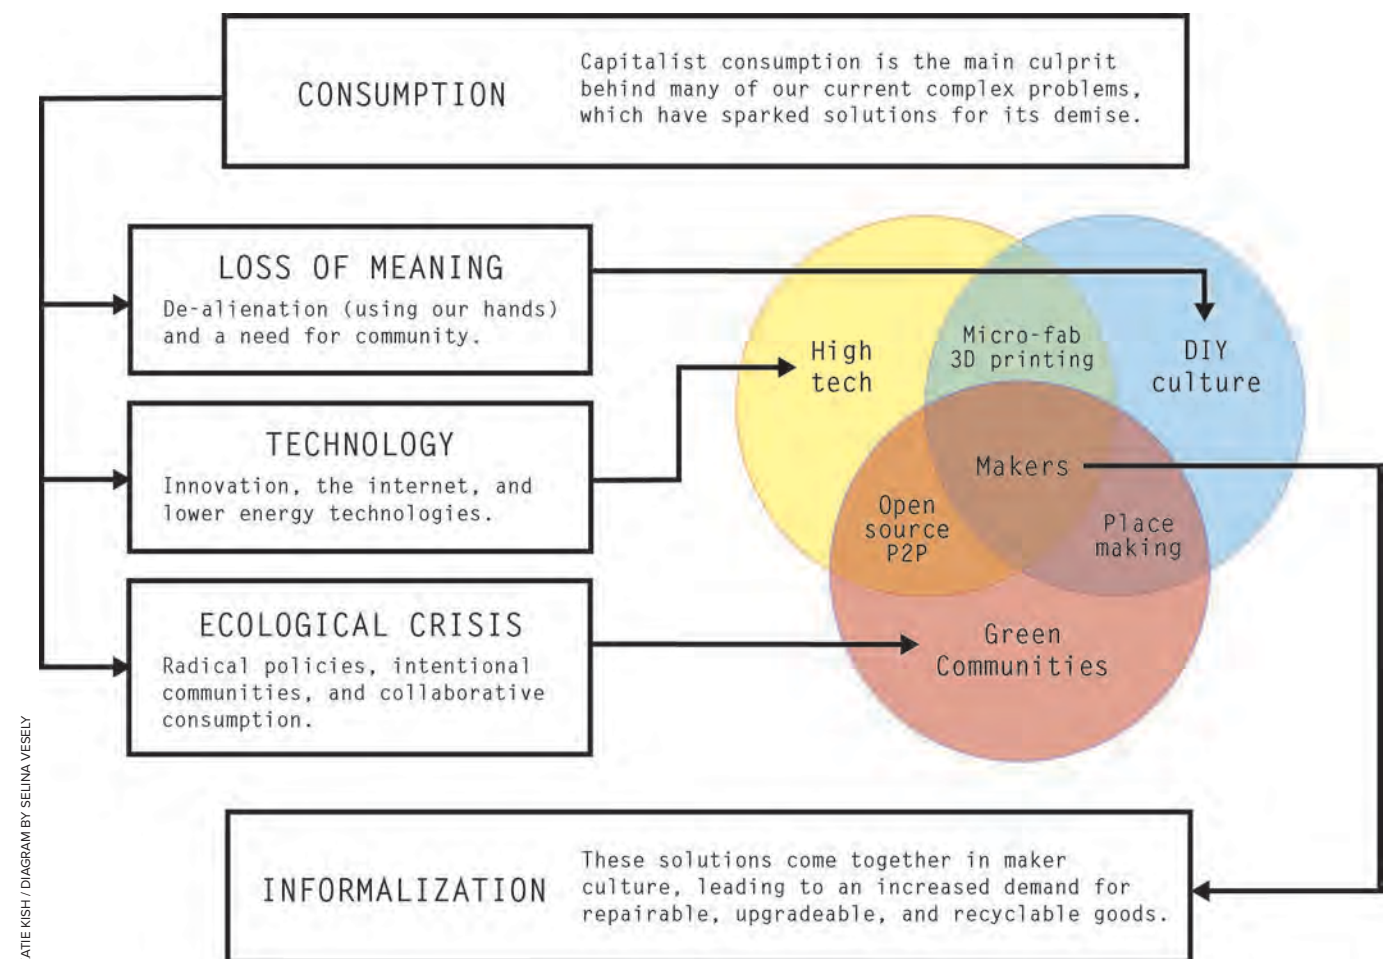 CONSUMPTION
Capitalist consumption is the main culprit
behind many of our current complex problems,
which have sparked solutions for its demise.
LOSS OF MEANING
De-alienation (using our hands)
and a need for community.
TECHNOLOGY
Innovation, the internet, and
lower energy technologies.
ECOLOGICAL CRISIS
Radical policies, intentional
communities, and collaborative
consumption.
High
tech
Micro-fab
3D printing
DIY
culture
Makers
Open
source
P2P
Place
making
Green
Communities
INFORMALIZATION
These solutions come together in maker
culture, leading to an increased demand for
repairable, upgradeable, and recyclable goods.
ATIE KISH / DIAGRAM BY SELINA VESELY